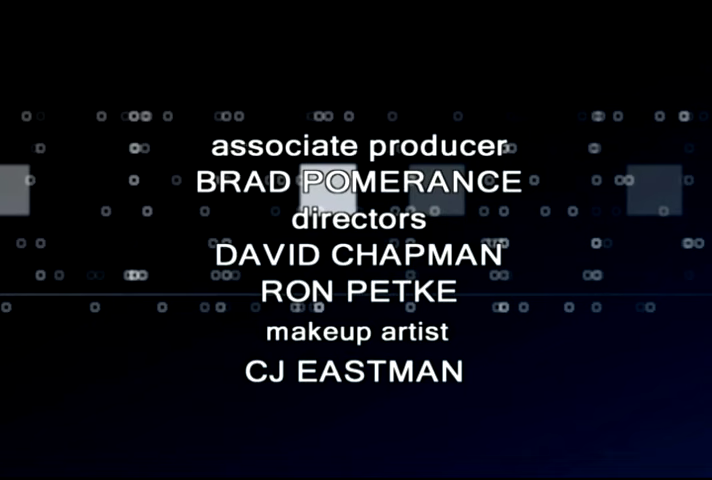 associate producer
BRAD POMERANCE
directors
DAVID CHAPMAN
RON PETKE
makeup artist
CJ EASTMAN